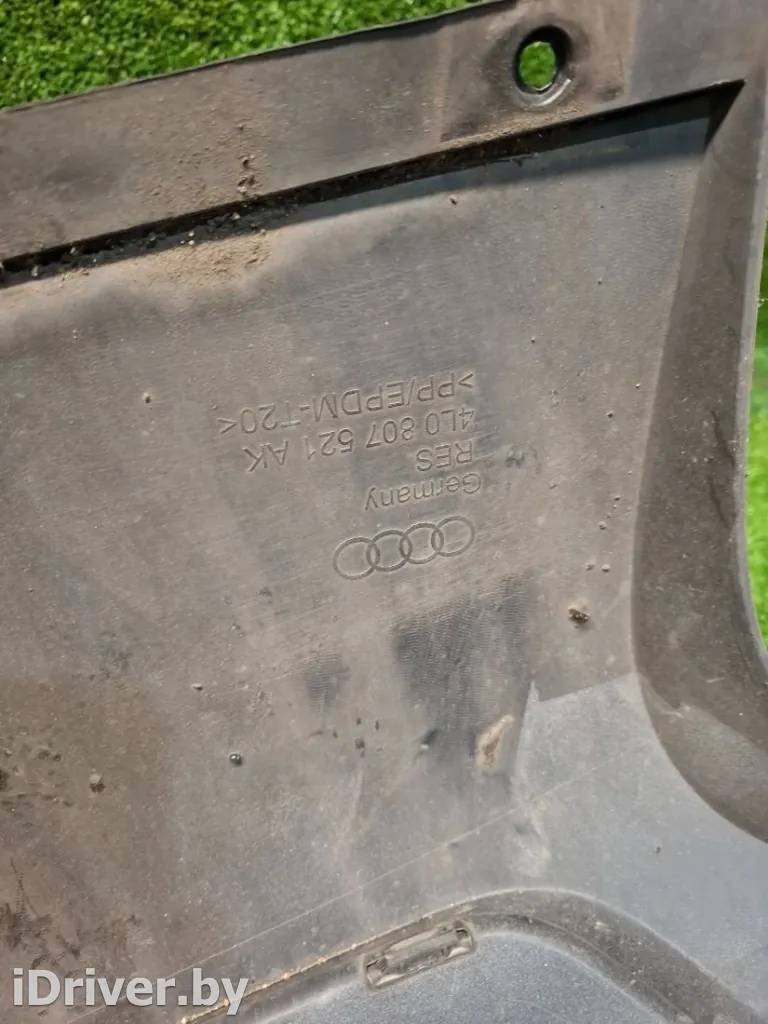 Germany
RES
4L0 807 521 AK
>PP/EPDM-T20<
iDriver.by